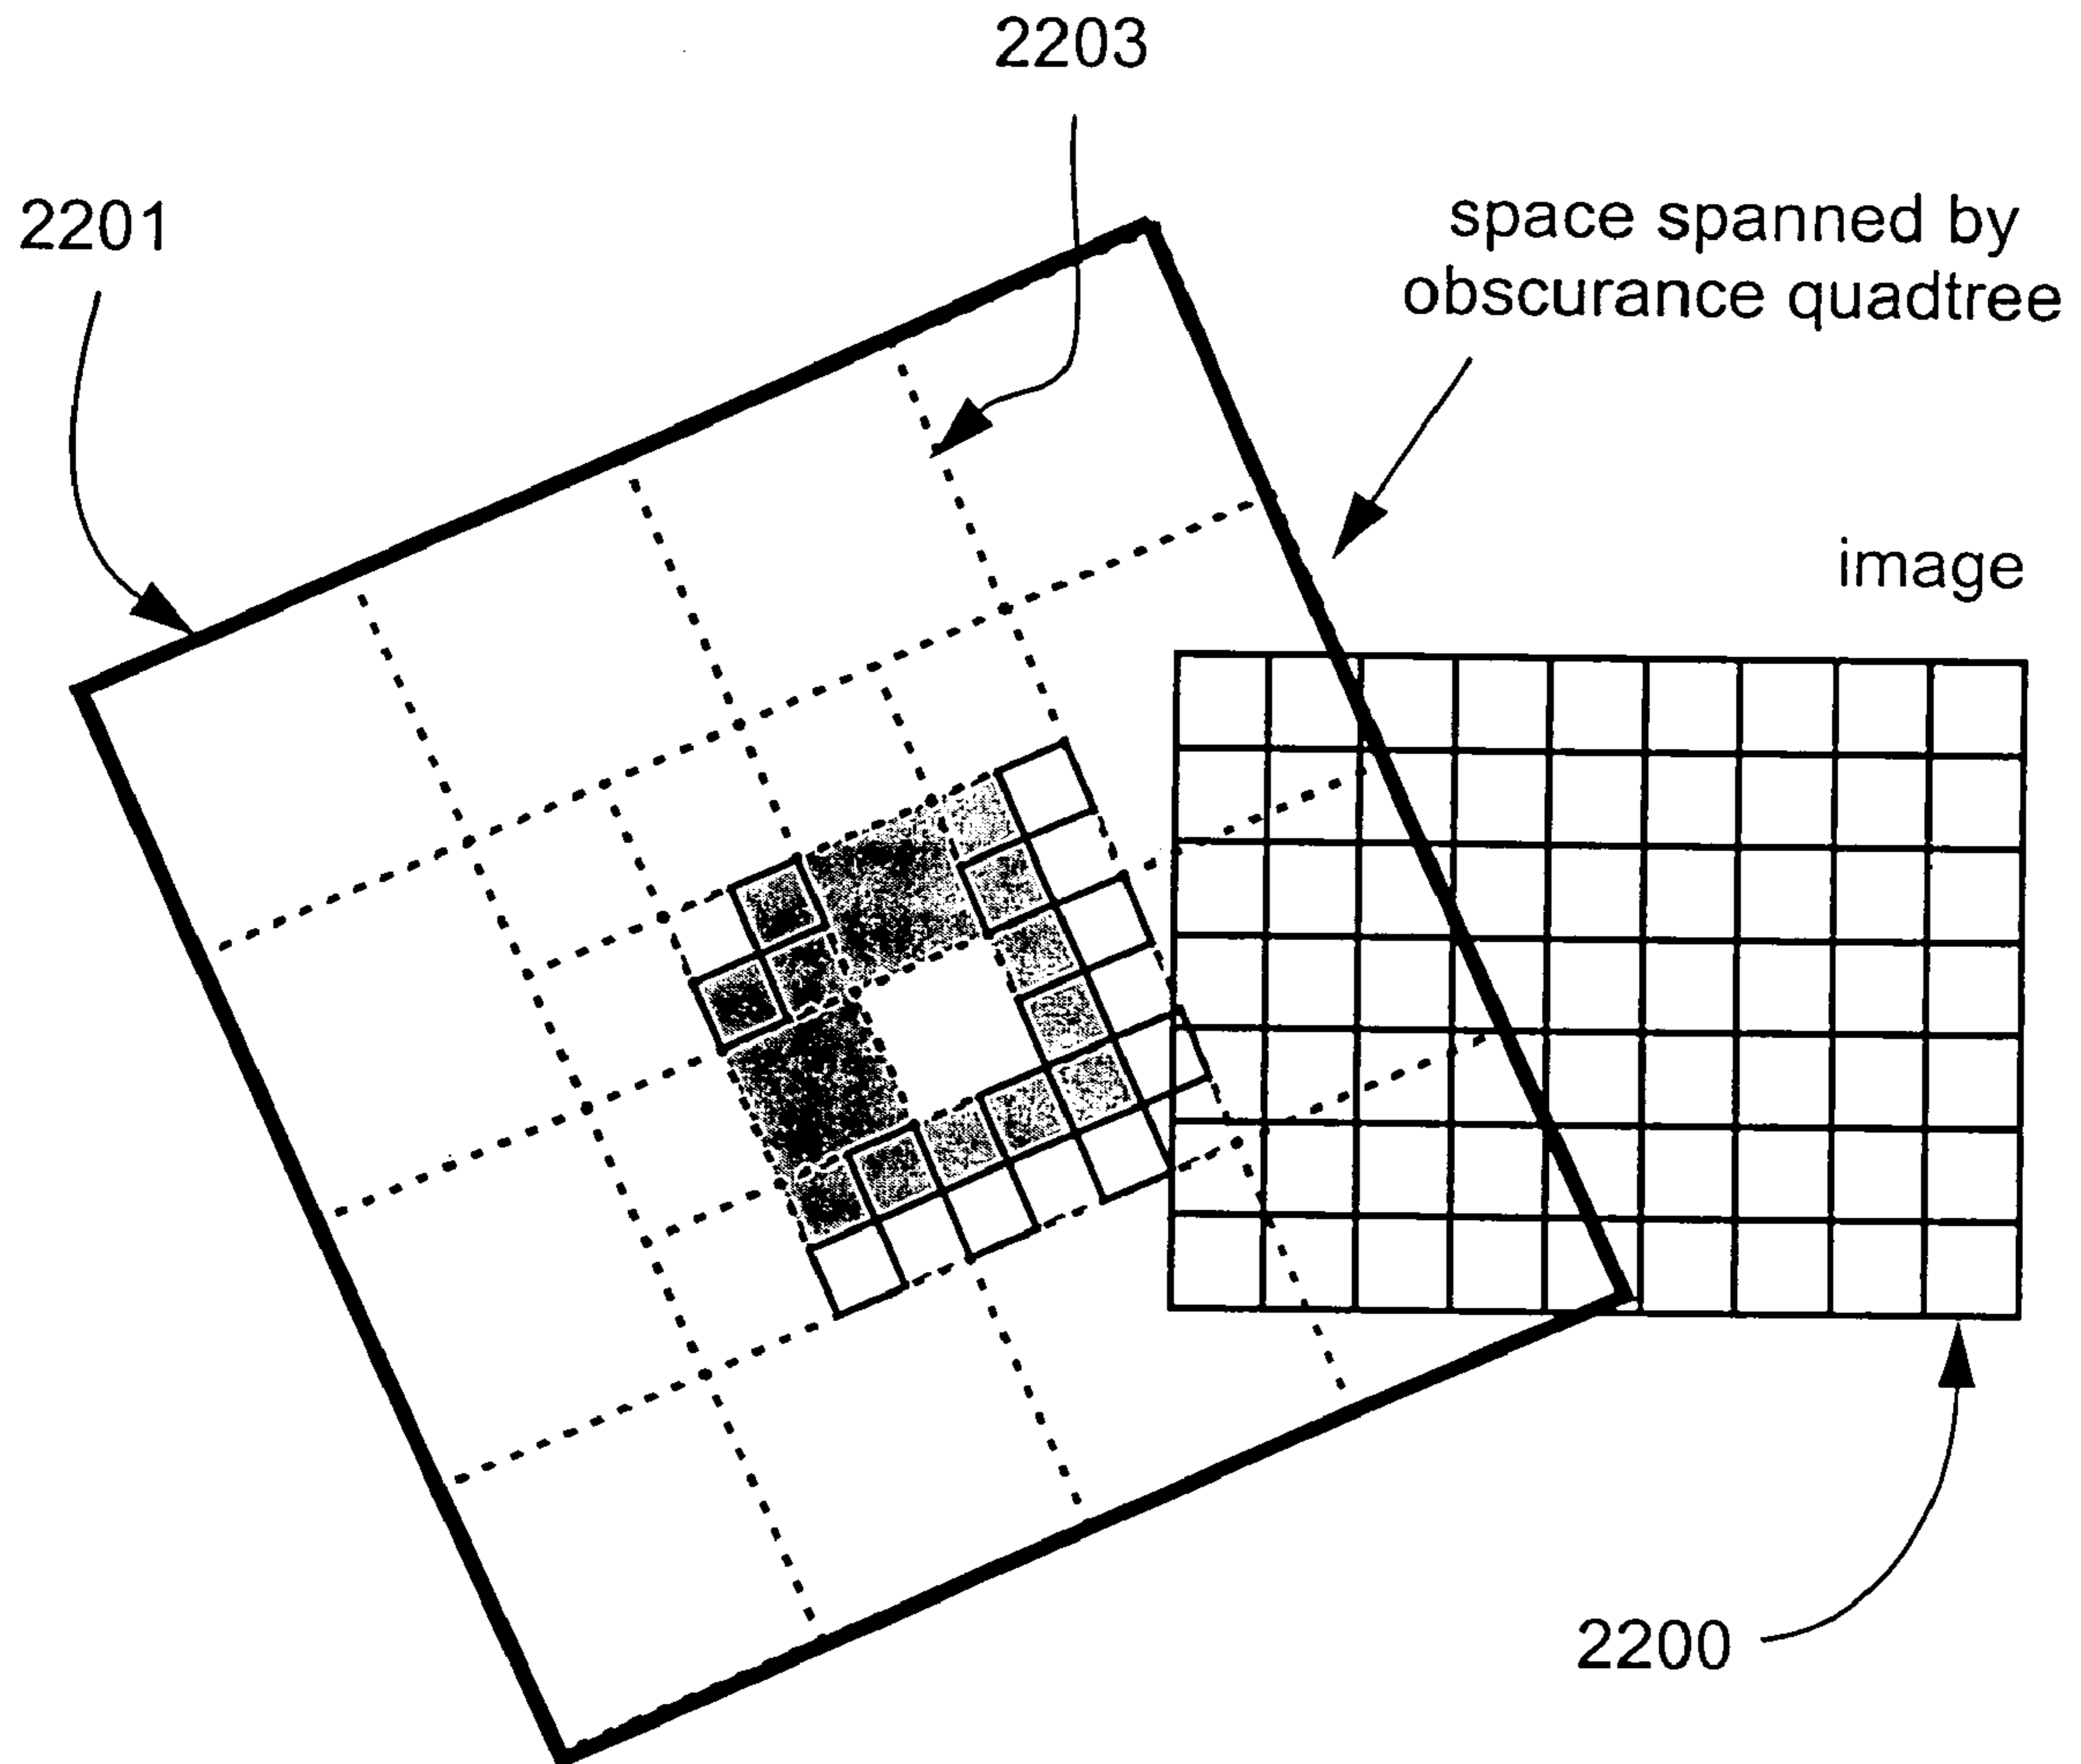 2203
2201
space spanned by
obscurance quadtree
image
2200